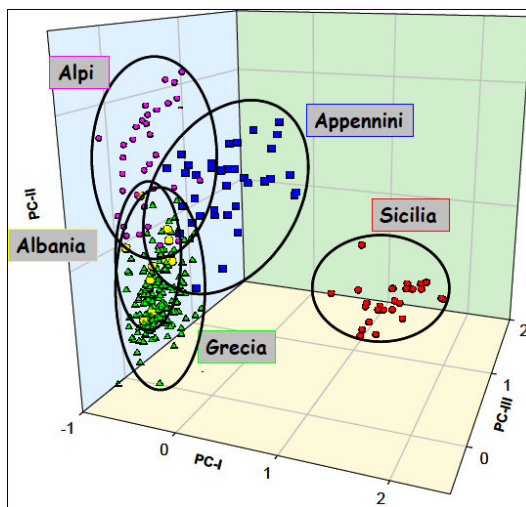 Alpi
Appennini
PC-II
Sicilia
Albania
Grecia
-1
0
1
2
PC-I
0
1
2
PC-III